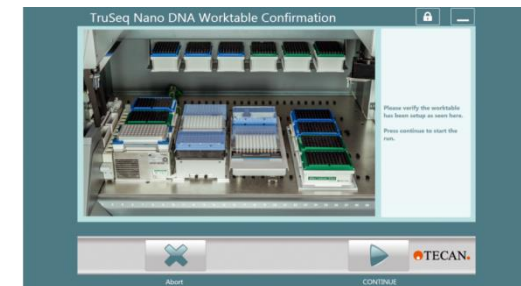 TruSeq Nano DNA Worktable Confirmation
Please verify the worktable
has been setup as seen here.
Press continue to start the
run.
TECAN.
Abort
CONTINUE